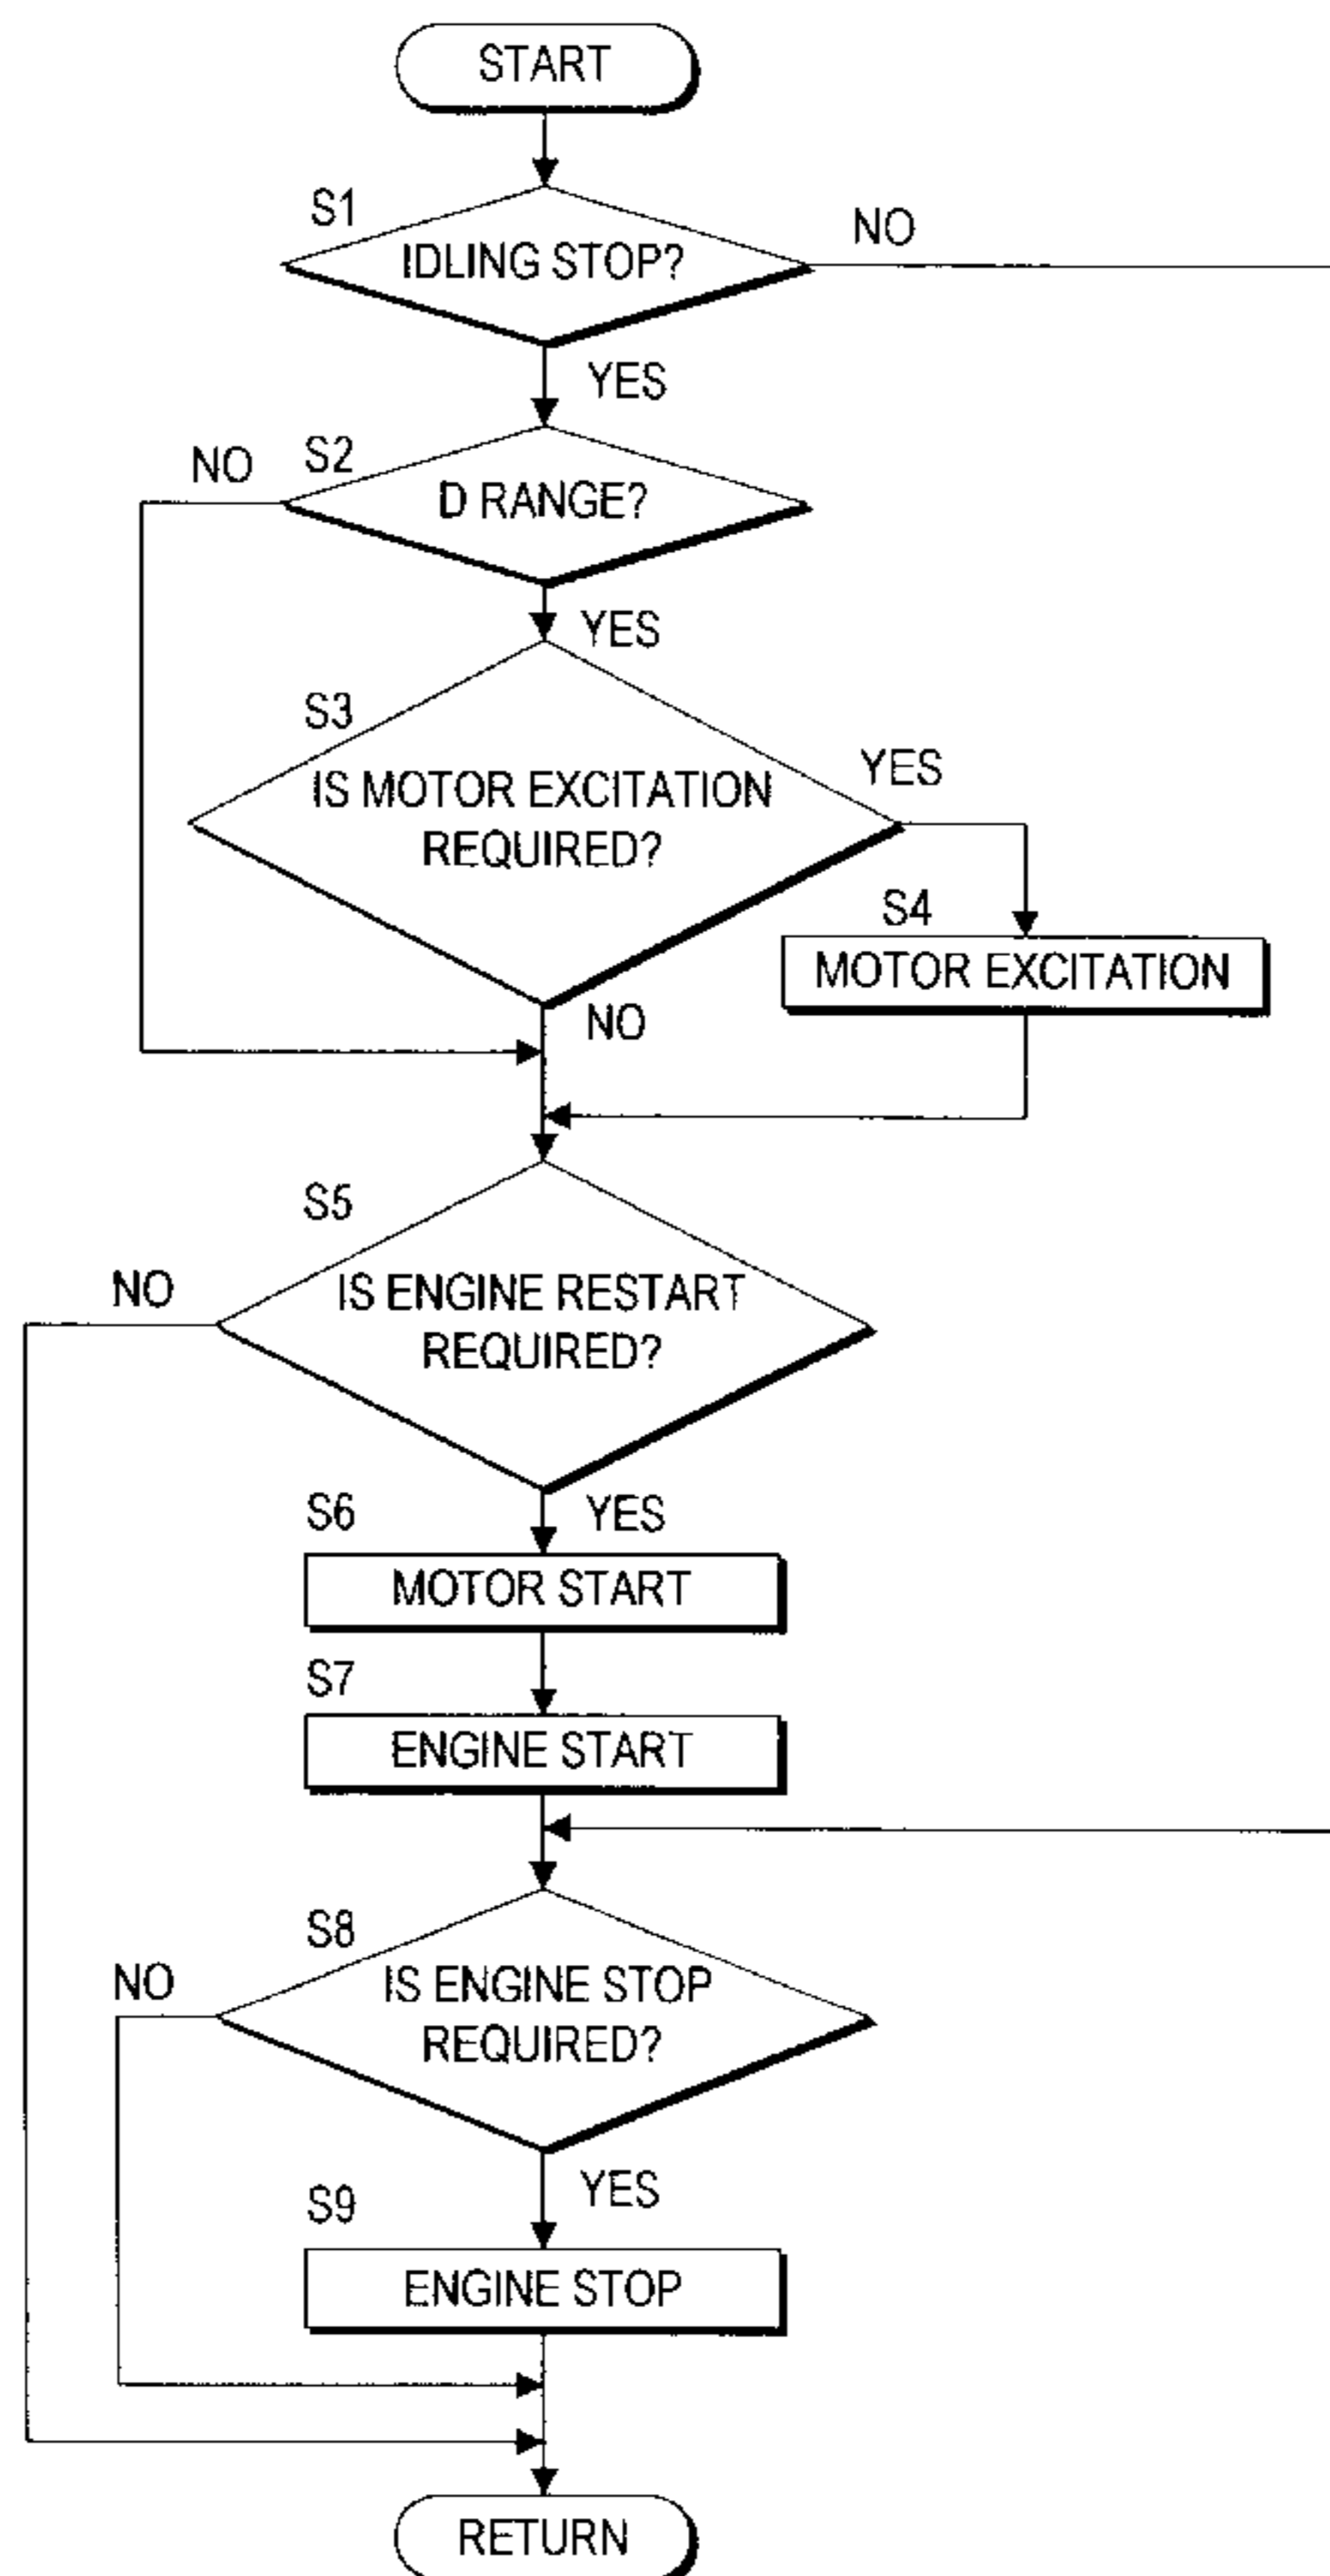 START
S1
IDLING STOP?
NO
YES
NO
S2
D RANGE?
YES
S3
IS MOTOR EXCITATION
REQUIRED?
YES
S4
MOTOR EXCITATION
NO
S5
NO
IS ENGINE RESTART
REQUIRED?
S6
YES
MOTOR START
S7
ENGINE START
S8
NO
IS ENGINE STOP
REQUIRED?
YES
S9
ENGINE STOP
RETURN